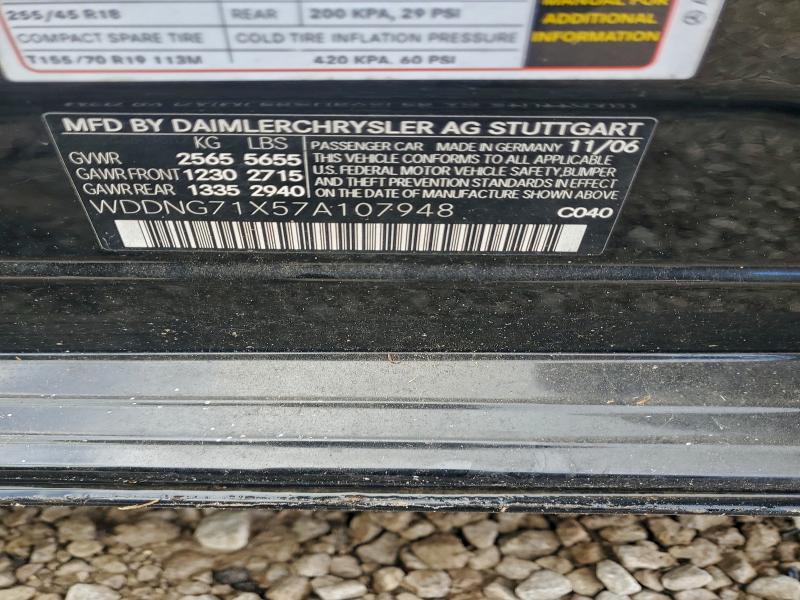 255/45 R18 REAR 200 KPA, 29 PSI
MANUAL FOR
ADDITIONAL
INFORMATION
COMPACT SPARE TIRE COLD TIRE INFLATION PRESSURE
T155/70 R19 113M 420 KPA, 60 PSI
MFD BY DAIMLERCHRYSLER AG STUTTGART
KG LBS
GVWR 2565 5655
GAWR FRONT 1230 2715
GAWR REAR 1335 2940
PASSENGER CAR MADE IN GERMANY 11/06
THIS VEHICLE CONFORMS TO ALL APPLICABLE
U.S. FEDERAL MOTOR VEHICLE SAFETY, BUMPER
AND THEFT PREVENTION STANDARDS IN EFFECT
ON THE DATE OF MANUFACTURE SHOWN ABOVE
WDDNG71X57A107948 C040